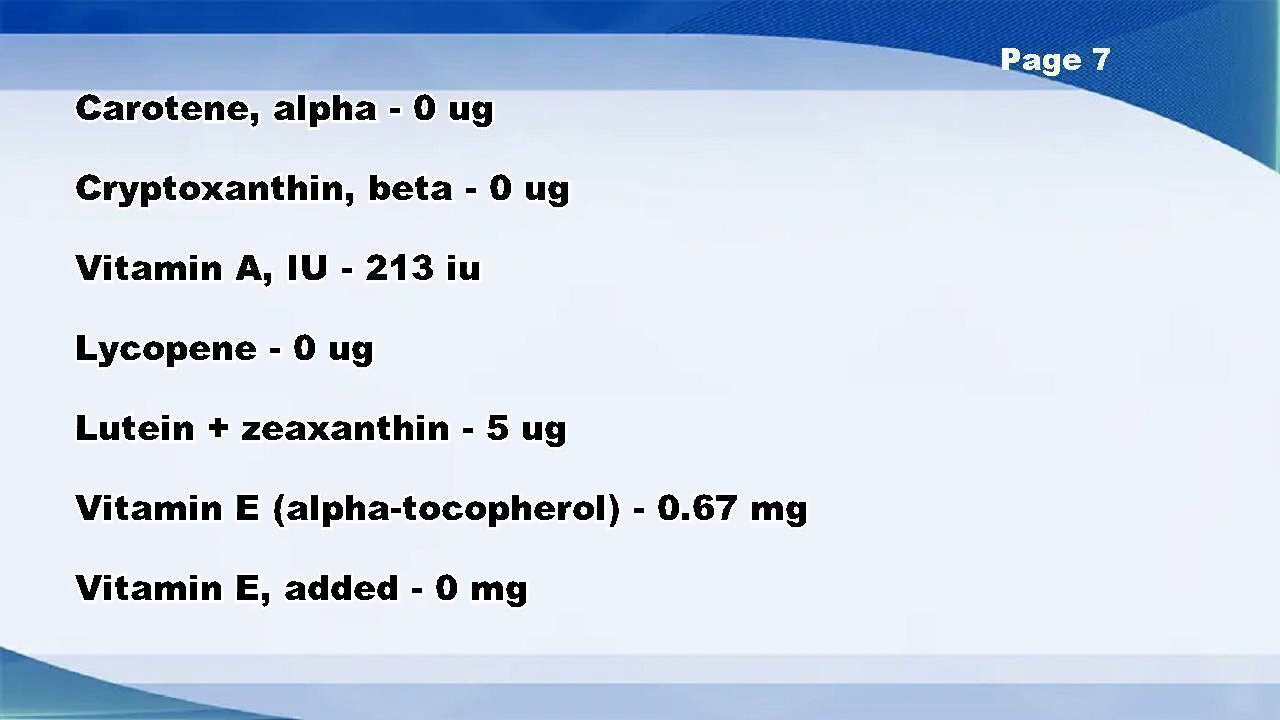 Page 7
Carotene, alpha - 0 ug
Cryptoxanthin, beta - 0 ug
Vitamin A, IU - 213 iu
Lycopene - 0 ug
Lutein + zeaxanthin - 5 ug
Vitamin E (alpha-tocopherol) - 0.67 mg
Vitamin E, added - 0 mg